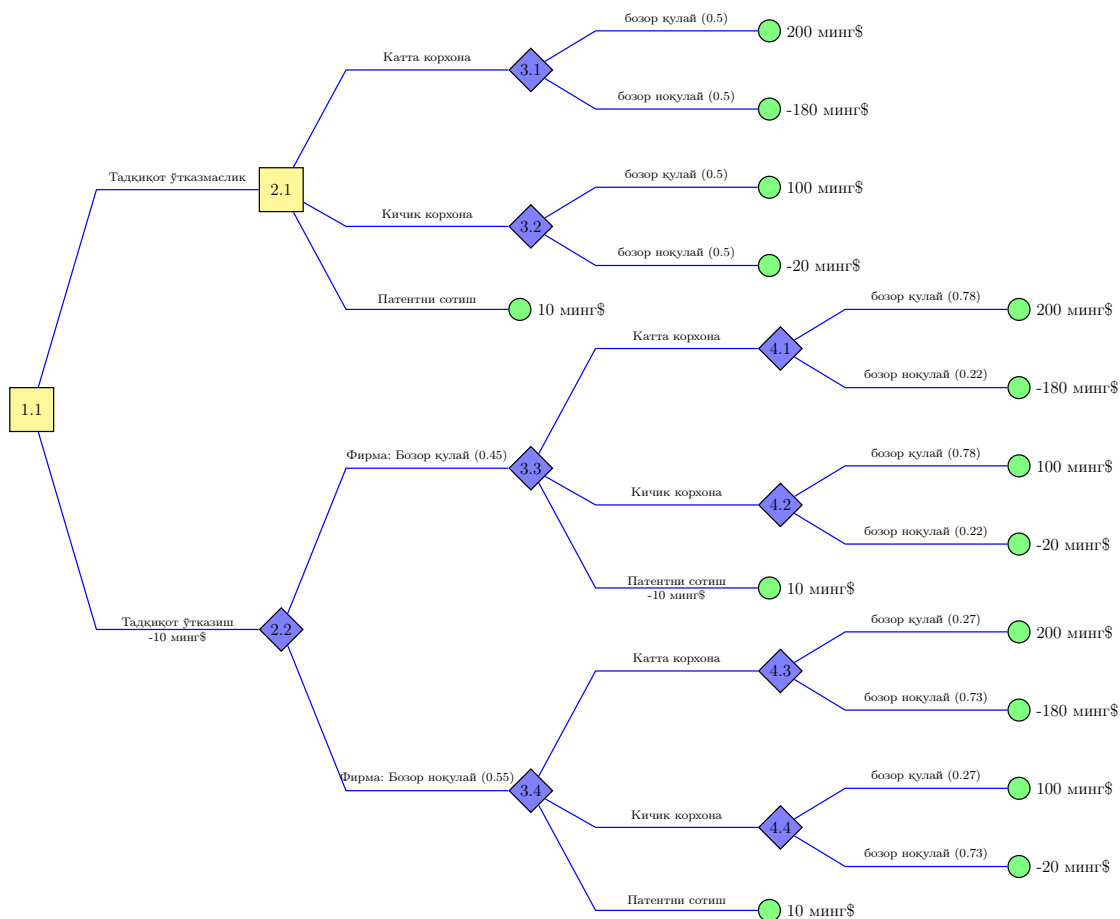 бозор қулай (0.5)
200 минг$
Катта корхона
3.1
бозор ноқулай (0.5)
-180 минг$
Тадқиқот ўтказмаслик
2.1
бозор қулай (0.5)
100 минг$
Кичик корхона
3.2
бозор ноқулай (0.5)
-20 минг$
Патентни сотиш
10 минг$
бозор қулай (0.78)
200 минг$
Катта корхона
4.1
бозор ноқулай (0.22)
-180 минг$
1.1
Фирма: Бозор қулай (0.45)
3.3
бозор қулай (0.78)
100 минг$
Кичик корхона
4.2
бозор ноқулай (0.22)
-20 минг$
Патентни сотиш
-10 минг$
10 минг$
Тадқиқот ўтказиш
-10 минг$
2.2
бозор қулай (0.27)
200 минг$
Катта корхона
4.3
бозор ноқулай (0.73)
-180 минг$
Фирма: Бозор ноқулай (0.55)
3.4
бозор қулай (0.27)
100 минг$
Кичик корхона
4.4
бозор ноқулай (0.73)
-20 минг$
Патентни сотиш
10 минг$